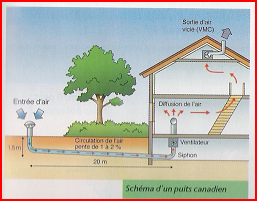 Sortie d'air
vicié (VMC)
Entrée d'air
Diffusion de l'air
Circulation de l'air
pente de 1 à 2 %
Ventilateur
1,5 m
20 m
Siphon
Schéma d'un puits canadien